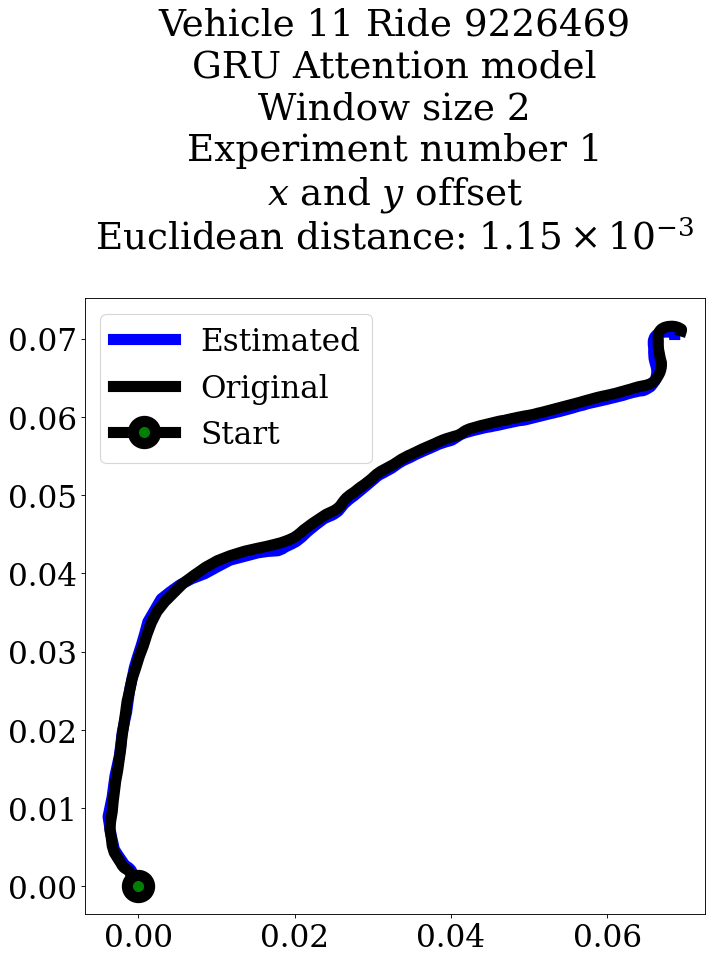 Vehicle 11 Ride 9226469
GRU Attention model
Window size 2
Experiment number 1
x and y offset
Euclidean distance: 1.15 × 10⁻³
Estimated
Original
Start
0.07
0.06
0.05
0.04
0.03
0.02
0.01
0.00
0.00 0.02 0.04 0.06